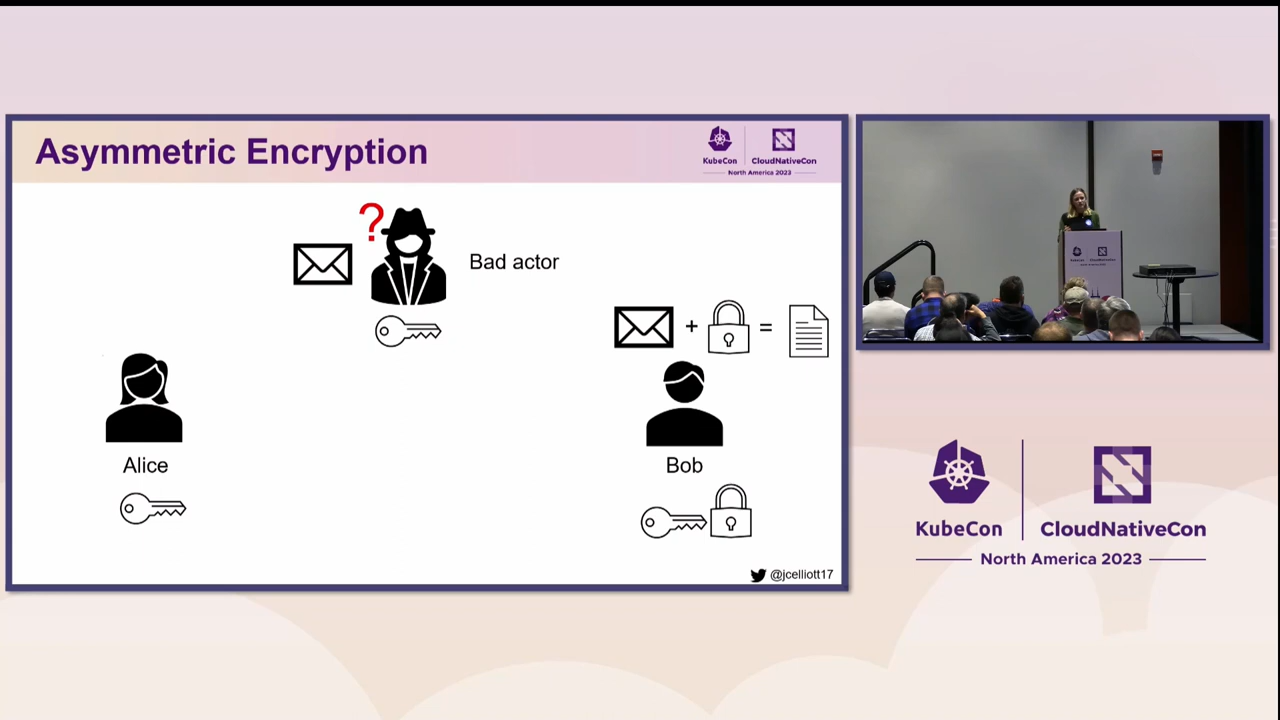 Asymmetric Encryption
KubeCon
CloudNativeCon
North America 2023
?
Bad actor
+
=
Alice
Bob
@jcelliott17
KubeCon
CloudNativeCon
North America 2023